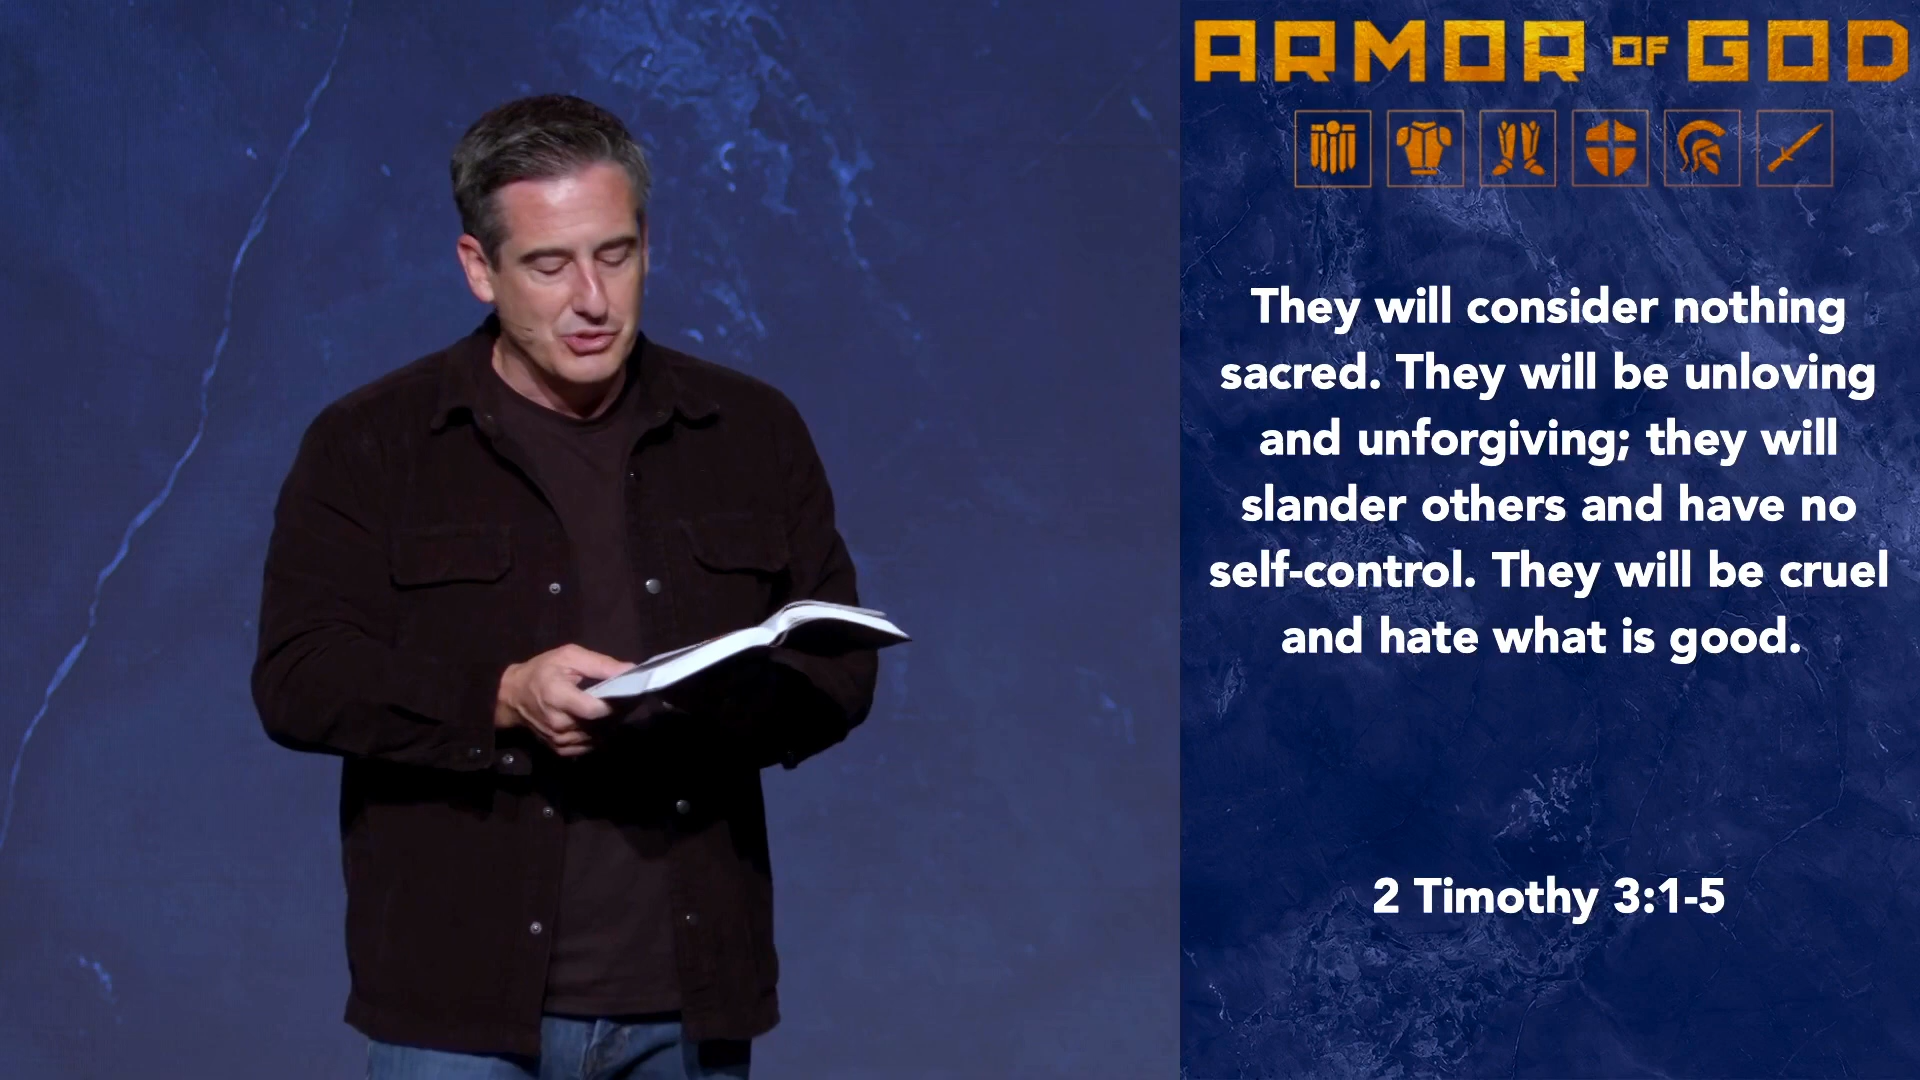 ARMOR OF GOD
They will consider nothing
sacred. They will be unloving
and unforgiving; they will
slander others and have no
self-control. They will be cruel
and hate what is good.
2 Timothy 3:1-5